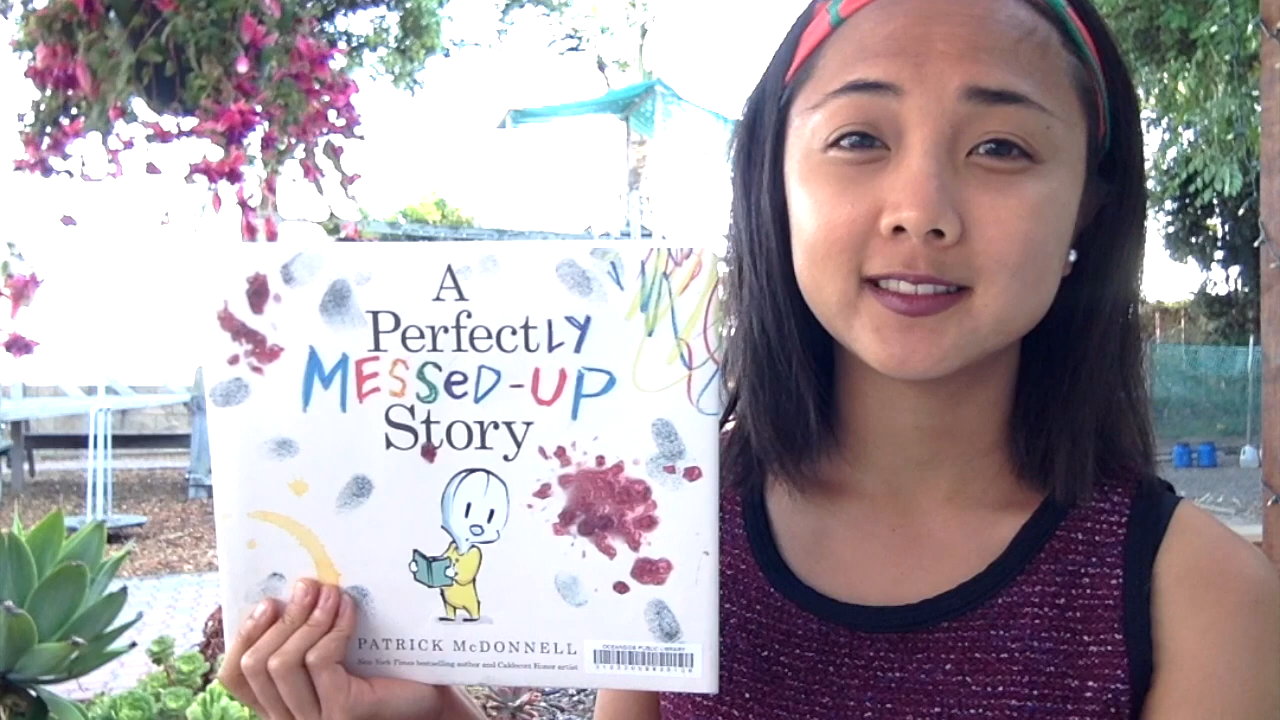 A
PerfectLY
MESSeD-UP
Story
PATRICK McDONNELL
New York Times bestselling author and Caldecott Honor artist
OCEANSIDE PUBLIC LIBRARY